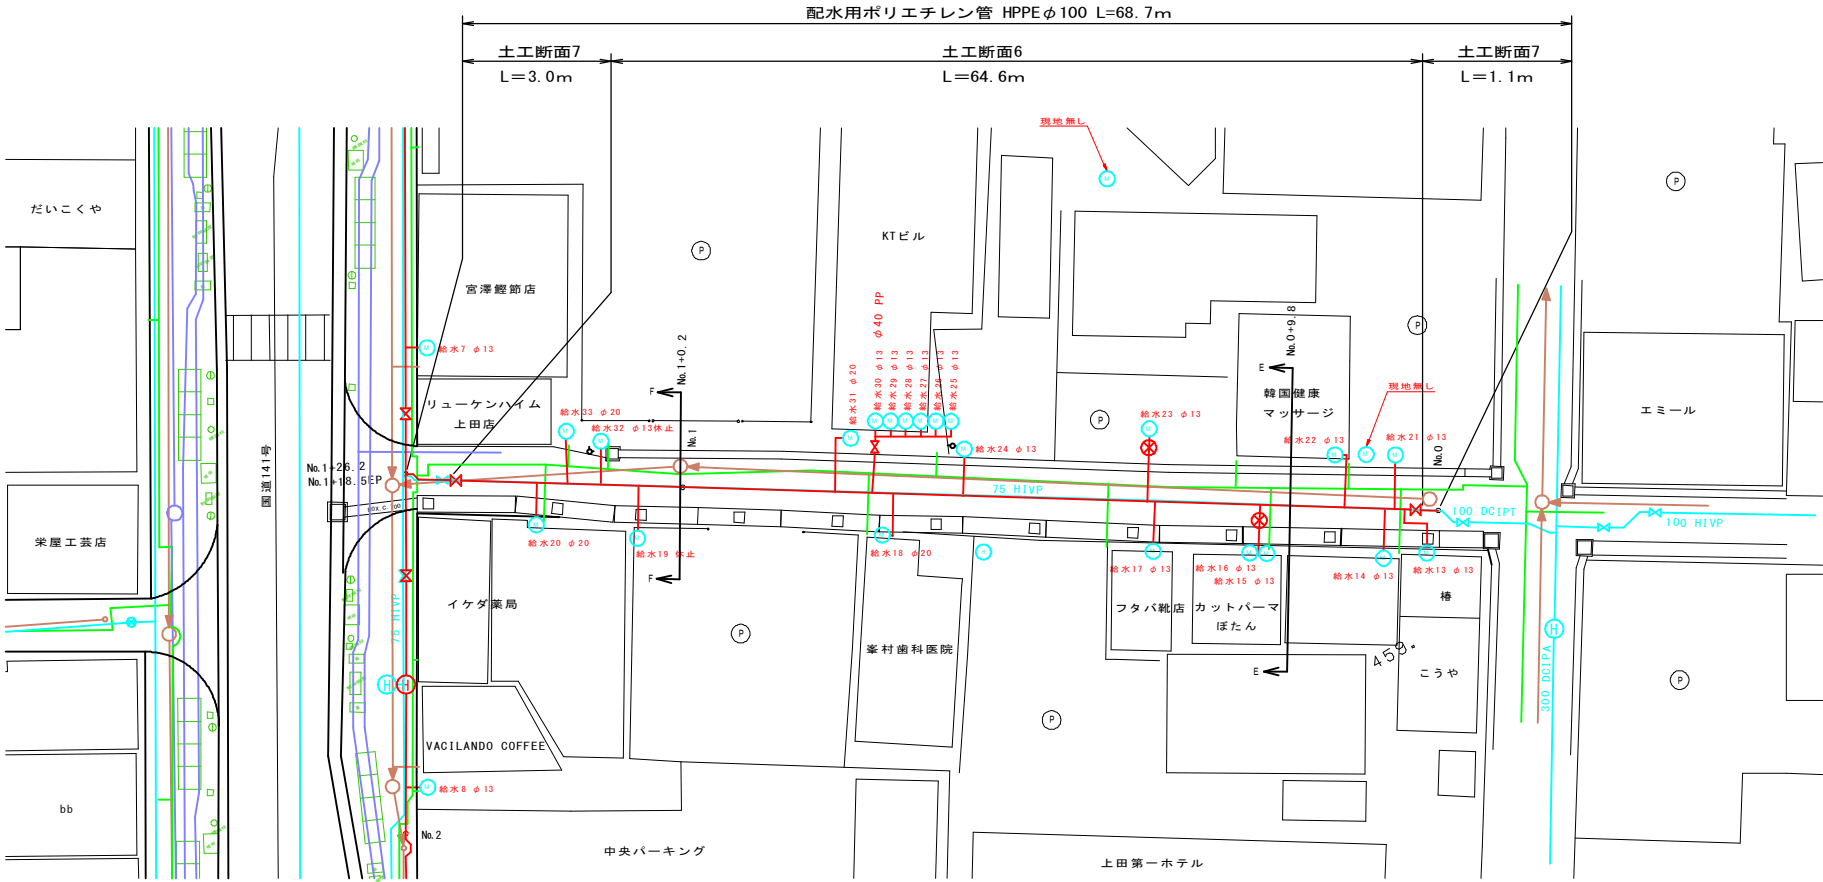 配水用ポリエチレン管 HPPEφ100 L=68.7m
土工断面7
土工断面6
土工断面7
L=3.0m
L=64.6m
L=1.1m
現地無し
M
だいこくや
P
P
KTビル
宮澤鰹節店
φ40 PP
No.0+9.8
No.1+0.2
P
M 給水7 φ13
給水31 φ20
給水30 φ13
給水29 φ13
給水28 φ13
給水27 φ13
給水26 φ13
給水25 φ13
E
F
韓国健康
マッサージ
現地無し
リューケンハイム
上田店
給水33 φ20
給水32 φ13休止
給水23 φ13
P
エミール
No.1
給水22 φ13
給水21 φ13
No.0
給水24 φ13
国道141号
No.1+26.2
No.1+18.5EP
75 HIVP
100 DCIPT
100 HIVP
栄屋工芸店
給水20 φ20
給水19 休止
給水18 φ20
給水17 φ13
給水16 φ13
給水15 φ13
給水14 φ13
給水13 φ13
F
イケダ薬局
75 HIVP
フタバ靴店
カットパーマ
ぼたん
椿
P
H
峯村歯科医院
459.
こうや
E
300 DCIPA
P
H
H
P
VACILANDO COFFEE
M 給水8 φ13
bb
No.2
中央パーキング
上田第一ホテル